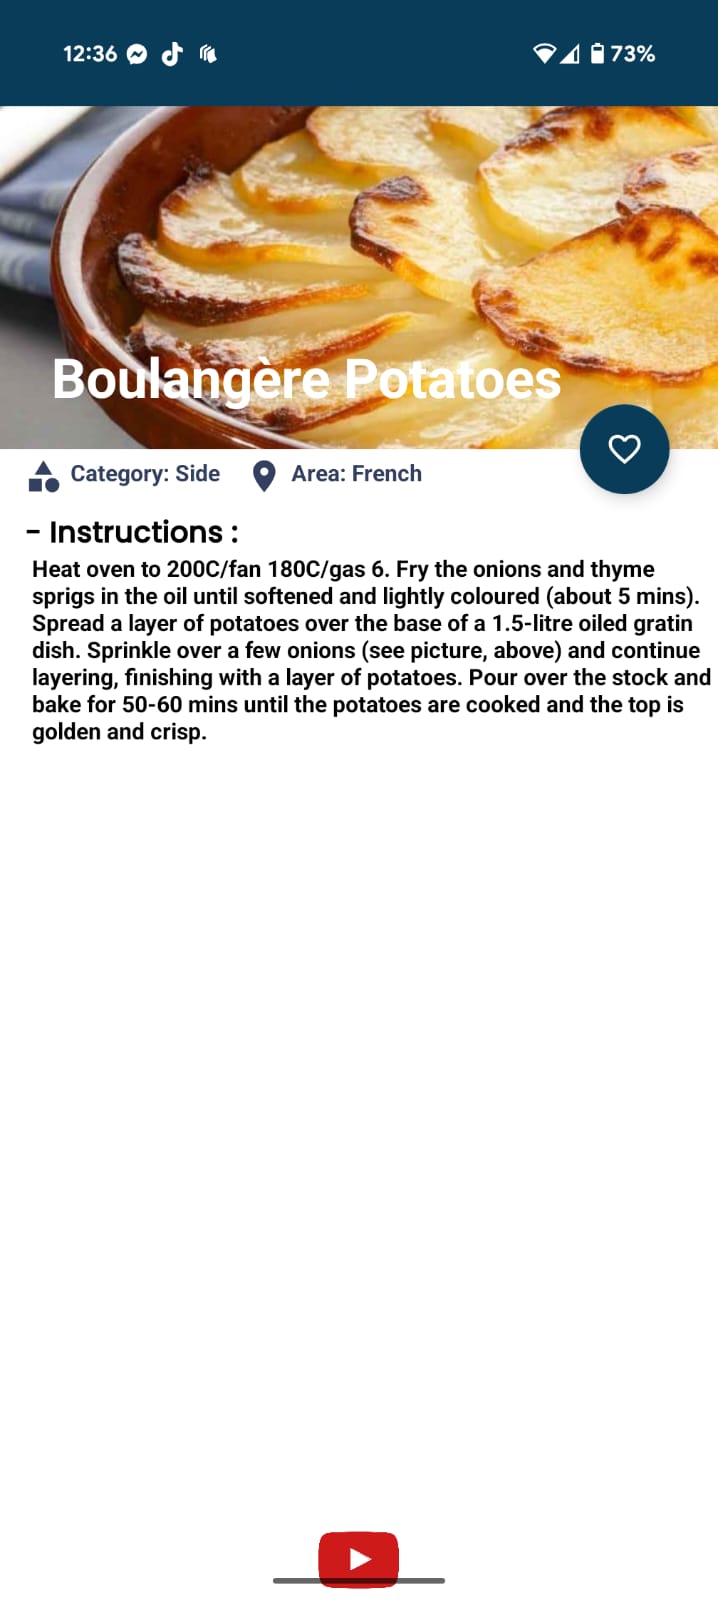 12:36
73%
Boulangère Potatoes
Category: Side
Area: French
- Instructions :
Heat oven to 200C/fan 180C/gas 6. Fry the onions and thyme
sprigs in the oil until softened and lightly coloured (about 5 mins).
Spread a layer of potatoes over the base of a 1.5-litre oiled gratin
dish. Sprinkle over a few onions (see picture, above) and continue
layering, finishing with a layer of potatoes. Pour over the stock and
bake for 50-60 mins until the potatoes are cooked and the top is
golden and crisp.